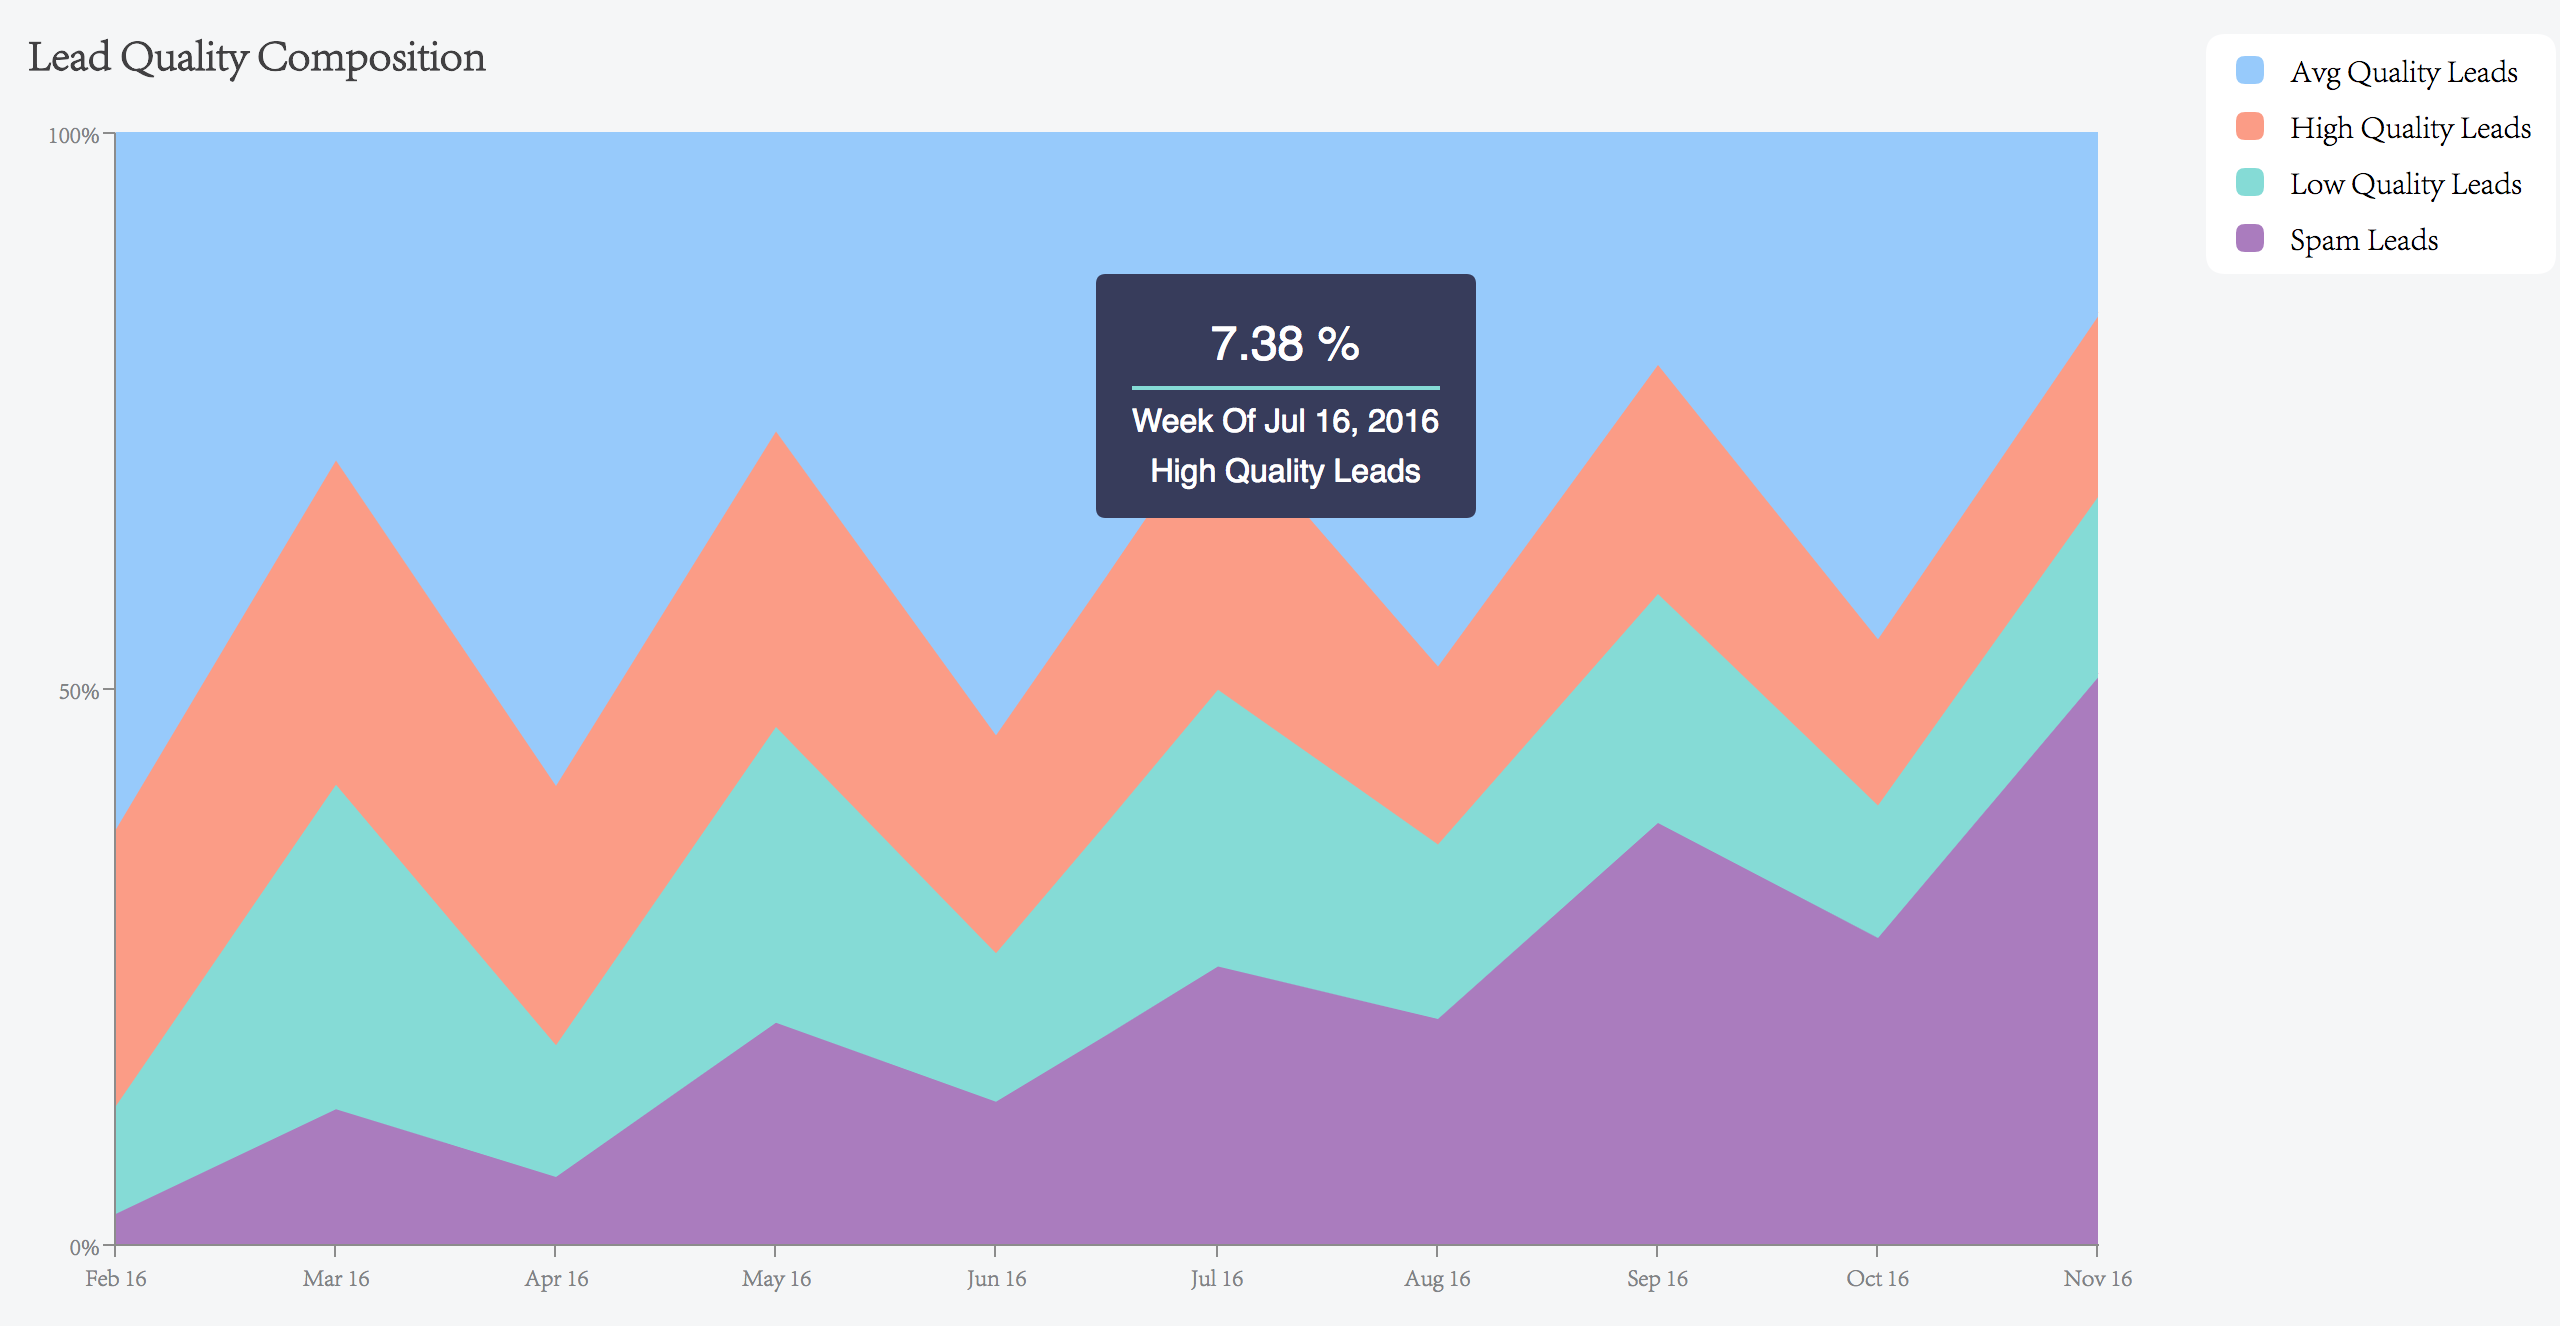 Lead Quality Composition
Avg Quality Leads
High Quality Leads
Low Quality Leads
Spam Leads
100%
50%
0%
7.38 %
Week Of Jul 16, 2016
High Quality Leads
Feb 16 Mar 16 Apr 16 May 16 Jun 16 Jul 16 Aug 16 Sep 16 Oct 16 Nov 16